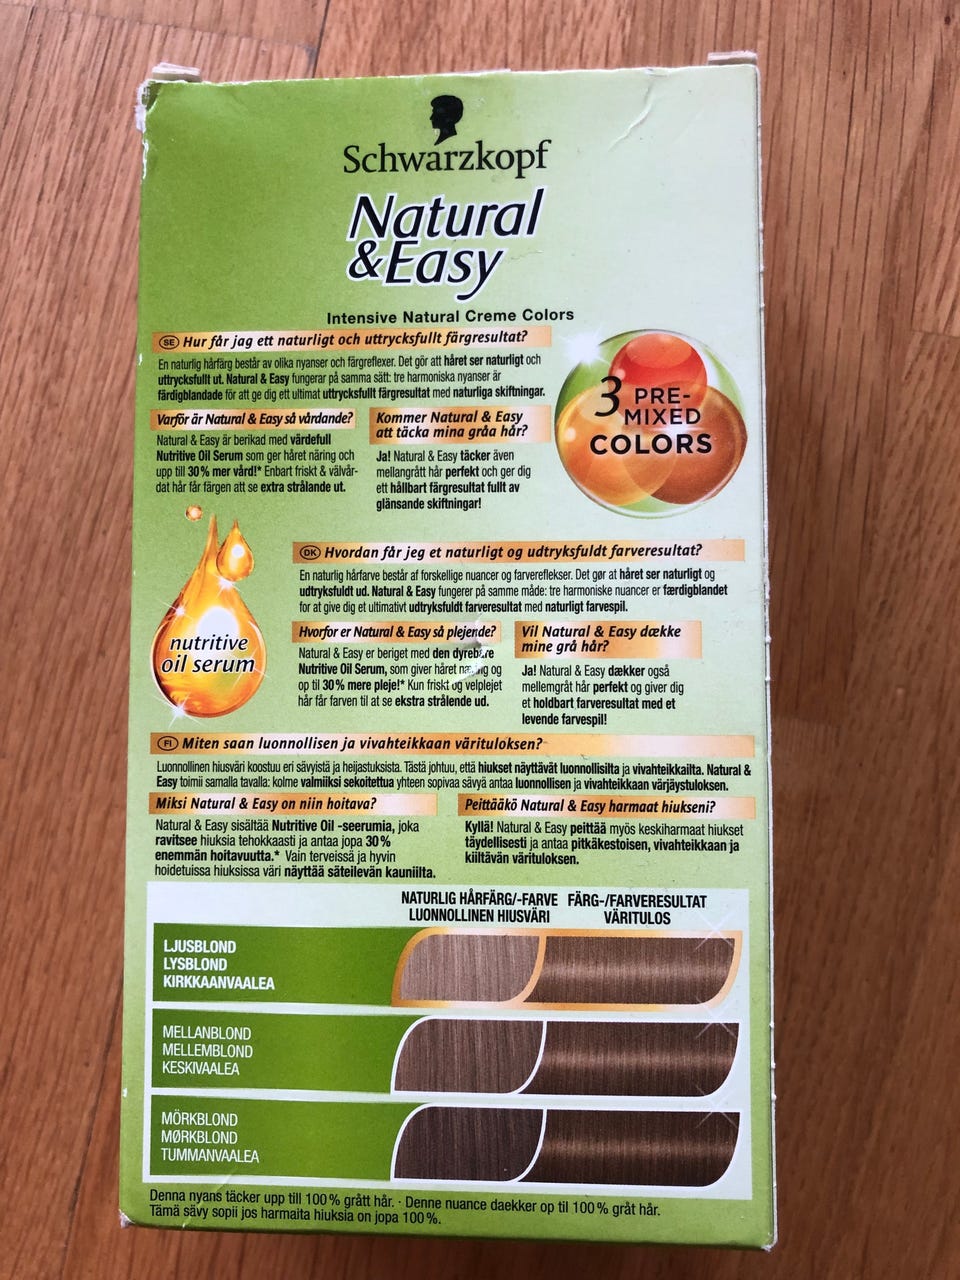 Schwarzkopf
Natural
&Easy
Intensive Natural Creme Colors
SE Hur får jag ett naturligt och uttrycksfullt färgresultat?
En naturlig hårfärg består av olika nyanser och färgreflexer. Det gör att håret ser naturligt och
uttrycksfullt ut. Natural & Easy fungerar på samma sätt: tre harmoniska nyanser är
färdigblandade för att ge dig ett ultimat uttrycksfullt färgresultat med naturliga skiftningar.
3 PRE-
MIXED
COLORS
Varför är Natural & Easy så vårdande?
Natural & Easy är berikad med värdefull
Nutritive Oil Serum som ger håret näring och
upp till 30% mer vård!* Enbart friskt & välvår-
dat hår får färgen att se extra strålande ut.
Kommer Natural & Easy
att täcka mina gråa hår?
Ja! Natural & Easy täcker även
mellangrått hår perfekt och ger dig
ett hållbart färgresultat fullt av
glänsande skiftningar!
nutritive
oil serum
DK Hvordan får jeg et naturligt og udtryksfuldt farveresultat?
En naturlig hårfarve består af forskellige nuancer og farvereflekser. Det gør at håret ser naturligt og
udtryksfuldt ud. Natural & Easy fungerer på samme måde: tre harmoniske nuancer er færdigblandet
for at give dig et ultimativt udtryksfuldt farveresultat med naturligt farvespil.
Hvorfor er Natural & Easy så plejende?
Natural & Easy er beriget med den dyrebare
Nutritive Oil Serum, som giver håret næring og
op til 30% mere pleje!* Kun friskt og velplejet
hår får farven til at se ekstra strålende ud.
Vil Natural & Easy dække
mine grå hår?
Ja! Natural & Easy dækker også
mellemgråt hår perfekt og giver dig
et holdbart farveresultat med et
levende farvespil!
FI Miten saan luonnollisen ja vivahteikkaan värituloksen?
Luonnollinen hiusväri koostuu eri sävyistä ja heijastuksista. Tästä johtuu, että hiukset näyttävät luonnollisilta ja vivahteikkailta. Natural &
Easy toimii samalla tavalla: kolme valmiiksi sekoitettua yhteen sopivaa sävyä antaa luonnollisen ja vivahteikkaan värjäystuloksen.
Miksi Natural & Easy on niin hoitava?
Natural & Easy sisältää Nutritive Oil -seerumia, joka
ravitsee hiuksia tehokkaasti ja antaa jopa 30%
enemmän hoitavuutta.* Vain terveissä ja hyvin
hoidetuissa hiuksissa väri näyttää säteilevän kauniilta.
Peittääkö Natural & Easy harmaat hiukseni?
Kyllä! Natural & Easy peittää myös keskiharmaat hiukset
täydellisesti ja antaa pitkäkestoisen, vivahteikkaan ja
kiiltävän värituloksen.
NATURLIG HÅRFÄRG/-FARVE FÄRG-/FARVERESULTAT
LUONNOLLINEN HIUSVÄRI VÄRITULOS
LJUSBLOND
LYSBLOND
KIRKKAANVAALEA
MELLANBLOND
MELLEMBLOND
KESKIVAALEA
MÖRKBLOND
MØRKBLOND
TUMMANVAALEA
Denna nyans täcker upp till 100% grått hår. · Denne nuance daekker op til 100% gråt hår.
Tämä sävy sopii jos harmaita hiuksia on jopa 100%.